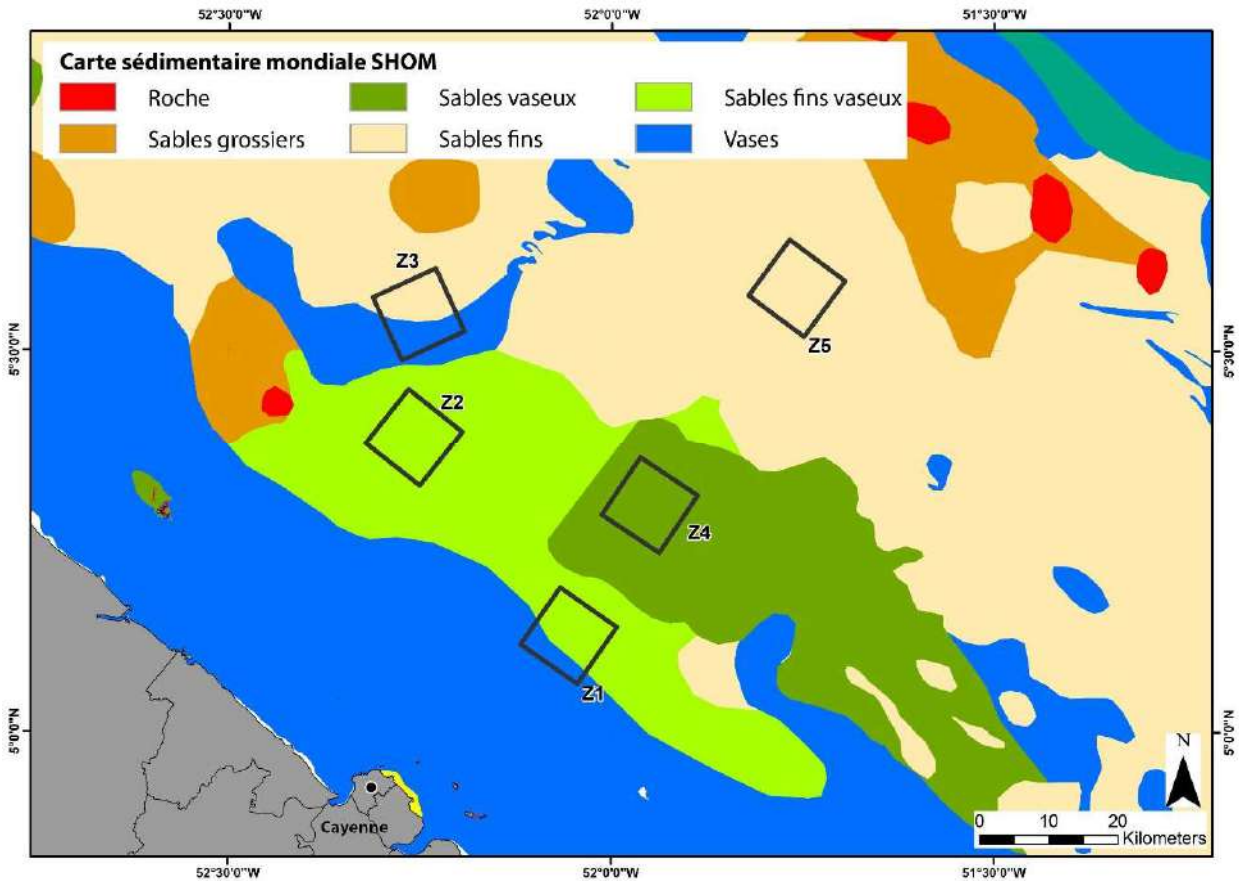 52°30'0"W 52°0'0"W 51°30'0"W
Carte sédimentaire mondiale SHOM
Roche Sables vaseux Sables fins vaseux
Sables grossiers Sables fins Vases
Z3
5°30'0"N 5°30'0"N
Z5
Z2
Z4
Z1
5°0'0"N 5°0'0"N
N
0 10 20
Kilometers
Cayenne
52°30'0"W 52°0'0"W 51°30'0"W